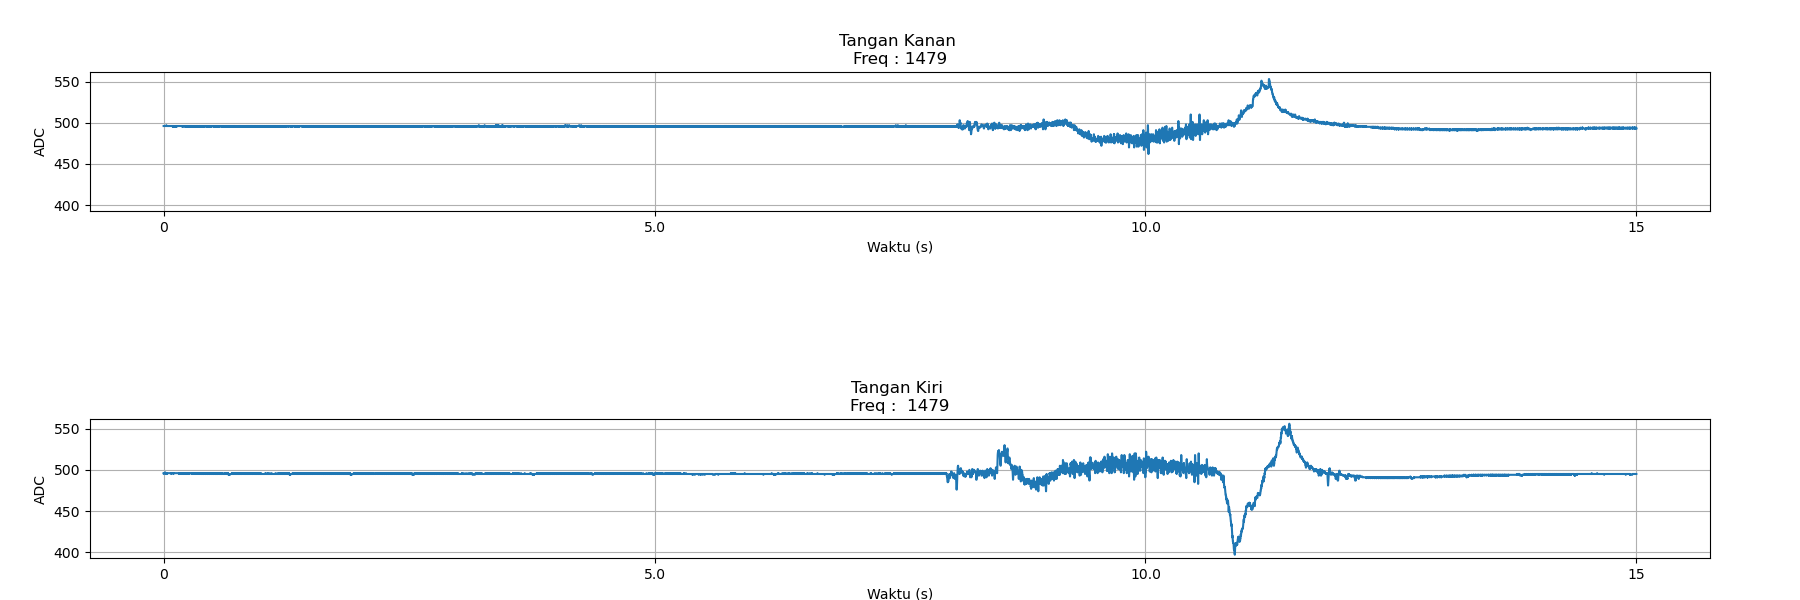 Tangan Kanan
Freq : 1479
550
500
450
400
ADC
0 5.0 10.0 15
Waktu (s)
Tangan Kiri
Freq :  1479
550
500
450
400
ADC
0 5.0 10.0 15
Waktu (s)